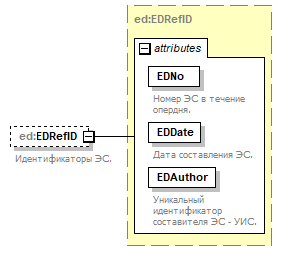 ed:EDRefID
attributes
EDNo
Номер ЭС в течение
опердня.
ed:EDRefID
Идентификаторы ЭС.
EDDate
Дата составления ЭС.
EDAuthor
Уникальный
идентификатор
составителя ЭС - УИС.